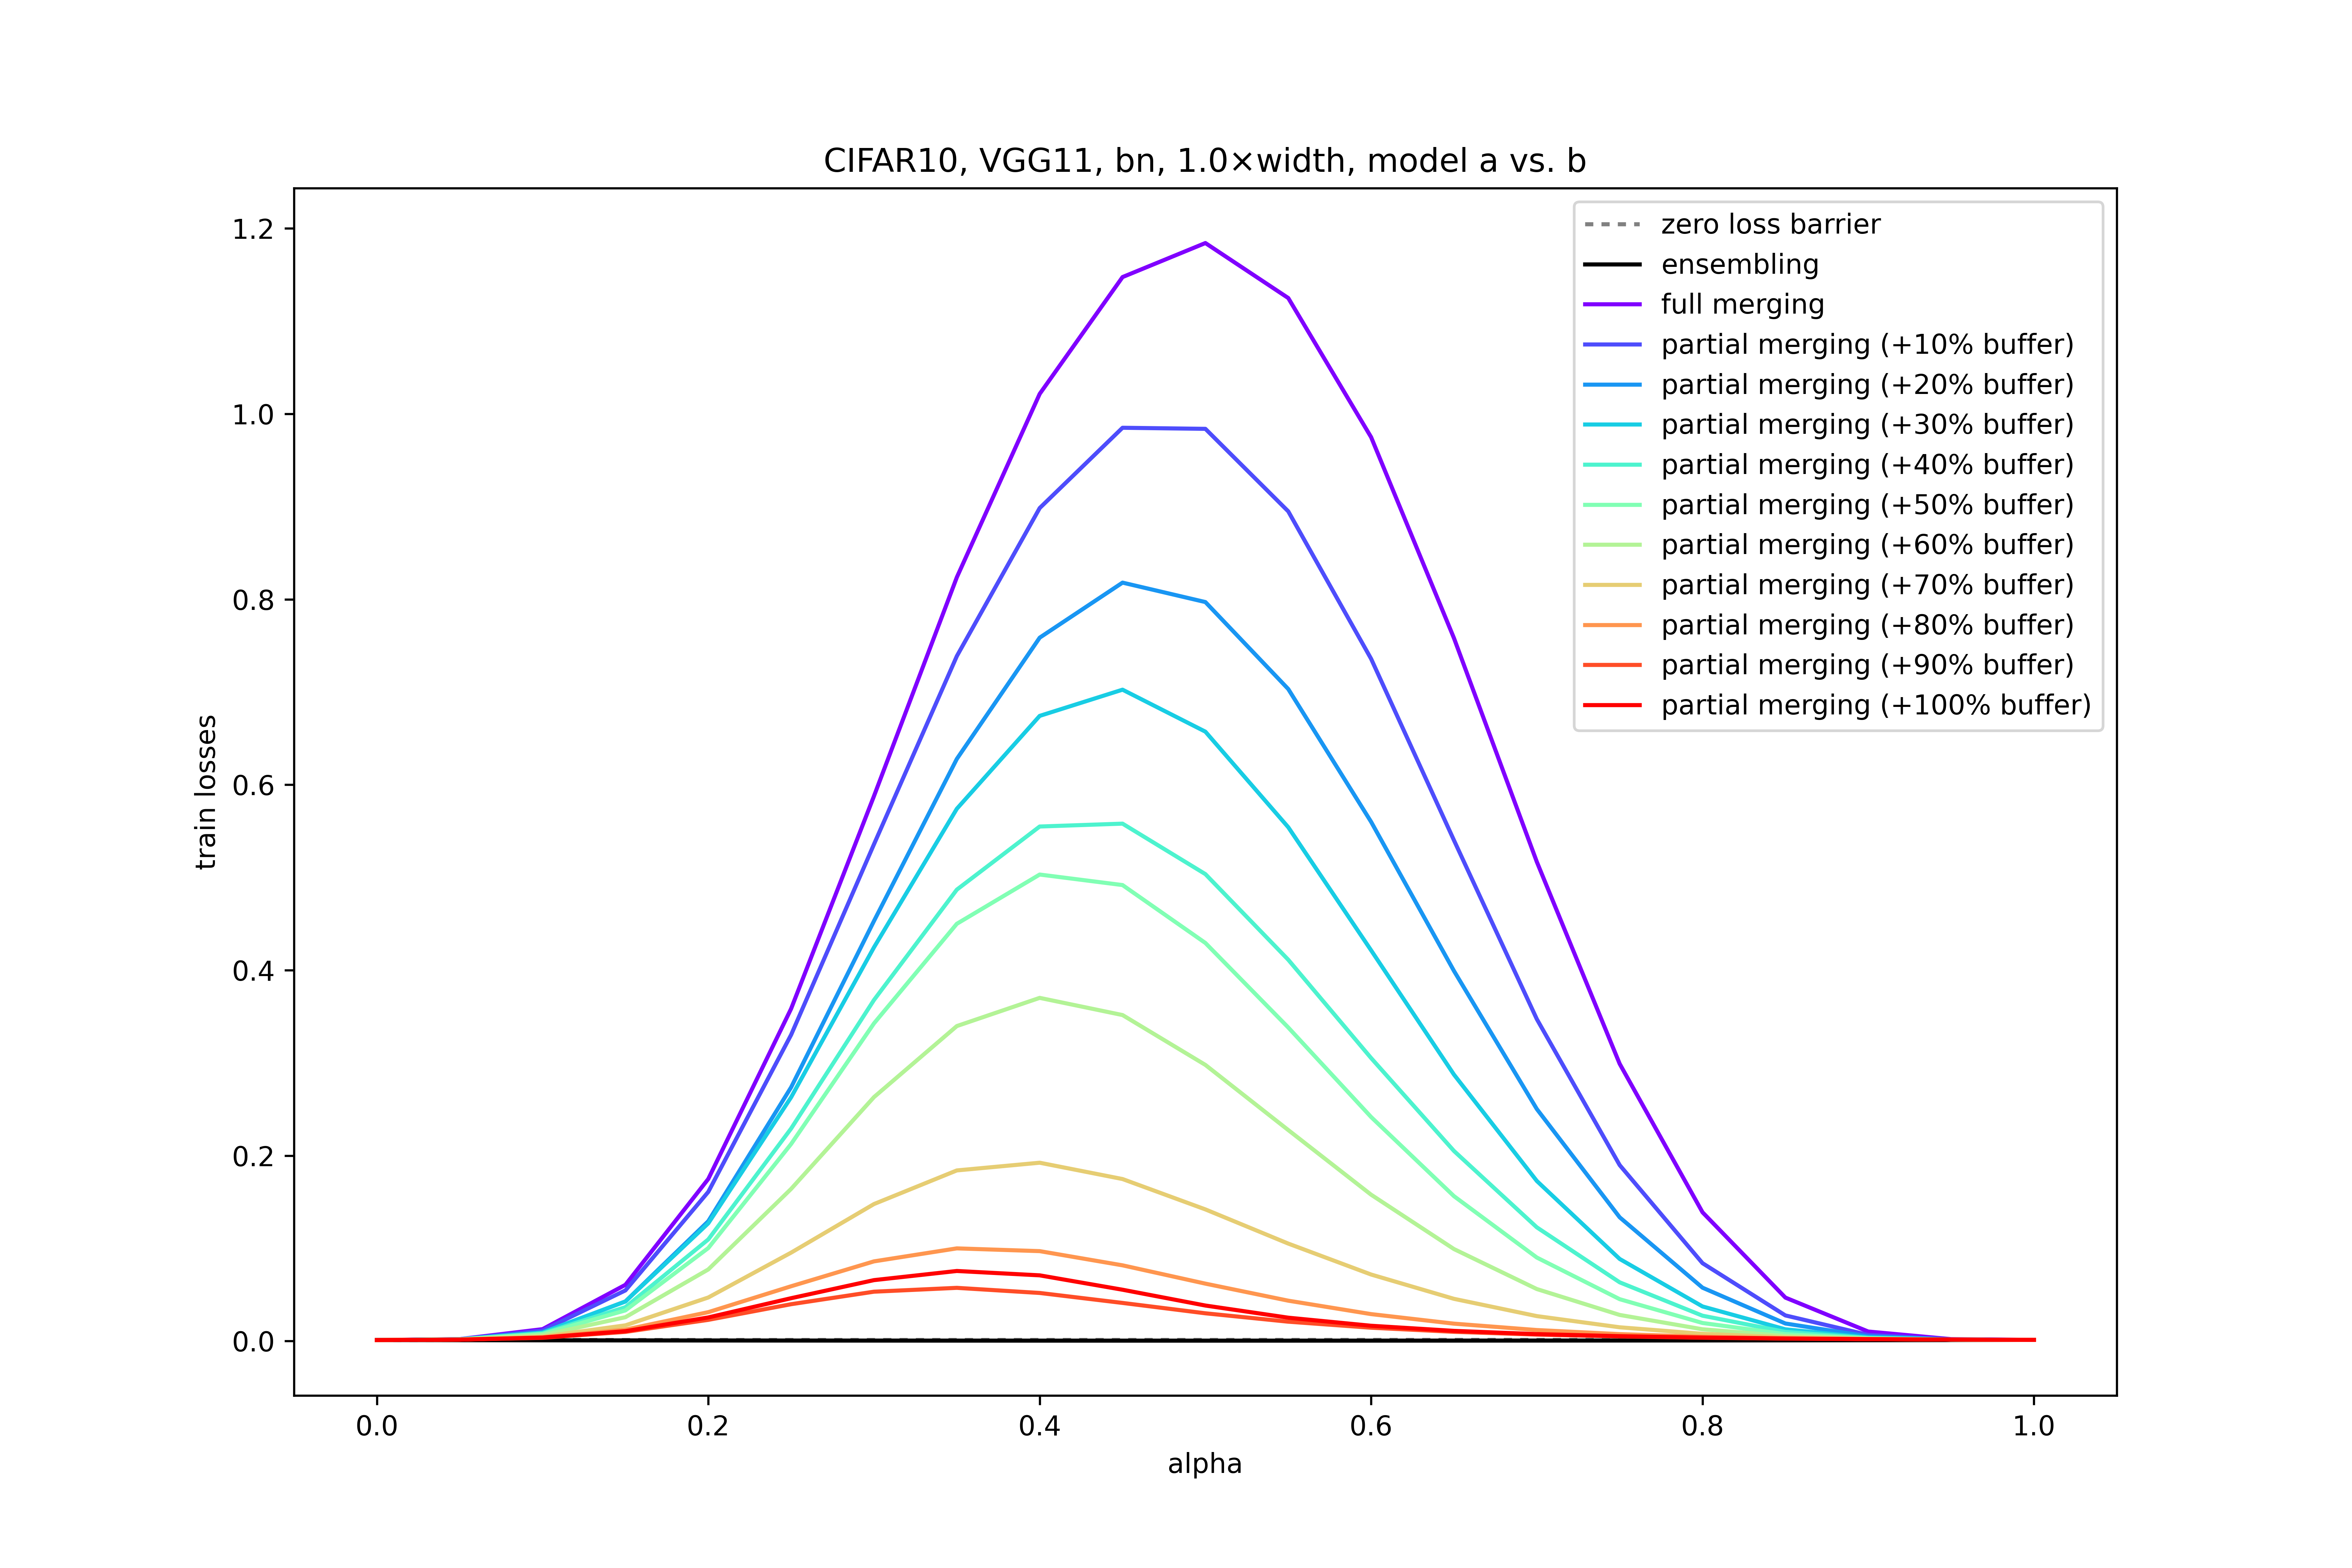 CIFAR10, VGG11, bn, 1.0×width, model a vs. b
zero loss barrier
ensembling
full merging
partial merging (+10% buffer)
partial merging (+20% buffer)
partial merging (+30% buffer)
partial merging (+40% buffer)
partial merging (+50% buffer)
partial merging (+60% buffer)
partial merging (+70% buffer)
partial merging (+80% buffer)
partial merging (+90% buffer)
partial merging (+100% buffer)
train losses
1.2
1.0
0.8
0.6
0.4
0.2
0.0
0.0 0.2 0.4 0.6 0.8 1.0
alpha